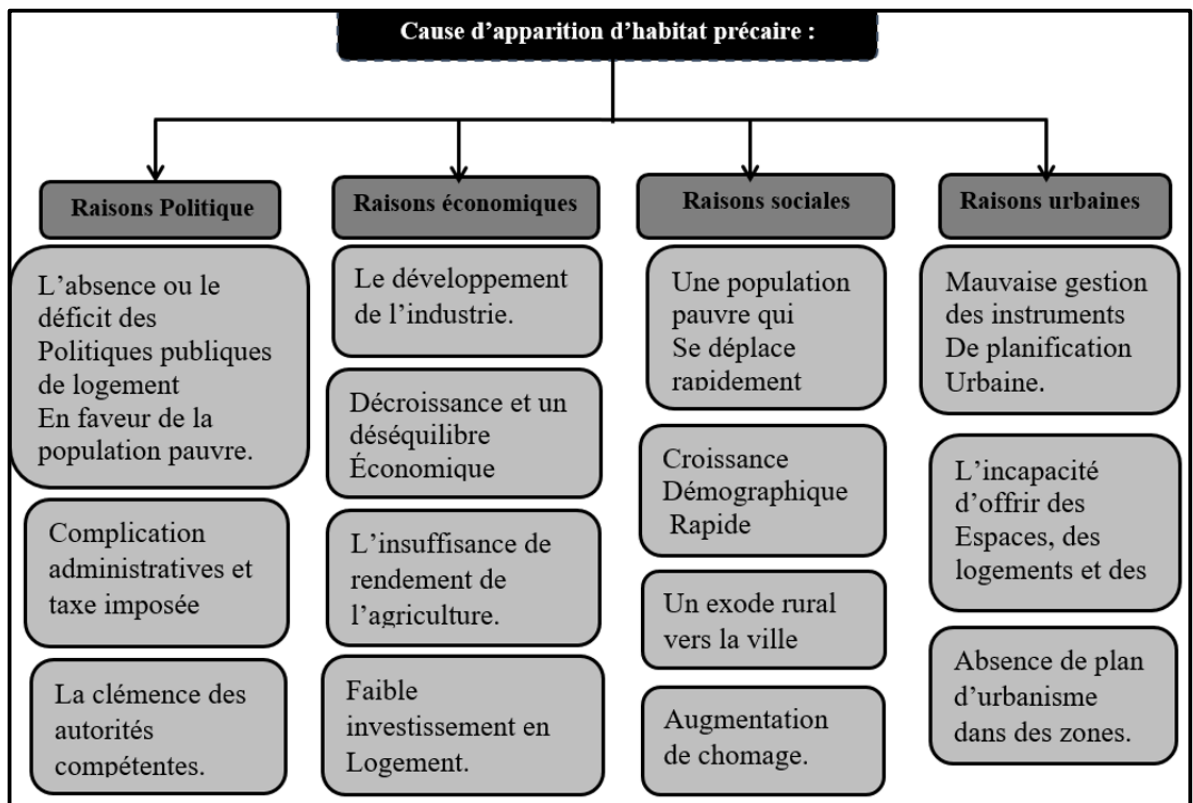 Cause d’apparition d’habitat précaire :
Raisons Politique
L’absence ou le
déficit des
Politiques publiques
de logement
En faveur de la
population pauvre.
Complication
administratives et
taxe imposée
La clémence des
autorités
compétentes.
Raisons économiques
Le développement
de l’industrie.
Décroissance et un
déséquilibre
Économique
L’insuffisance de
rendement de
l’agriculture.
Faible
investissement en
Logement.
Raisons sociales
Une population
pauvre qui
Se déplace
rapidement
Croissance
Démographique
Rapide
Un exode rural
vers la ville
Augmentation
de chomage.
Raisons urbaines
Mauvaise gestion
des instruments
De planification
Urbaine.
L’incapacité
d’offrir des
Espaces, des
logements et des
Absence de plan
d’urbanisme
dans des zones.